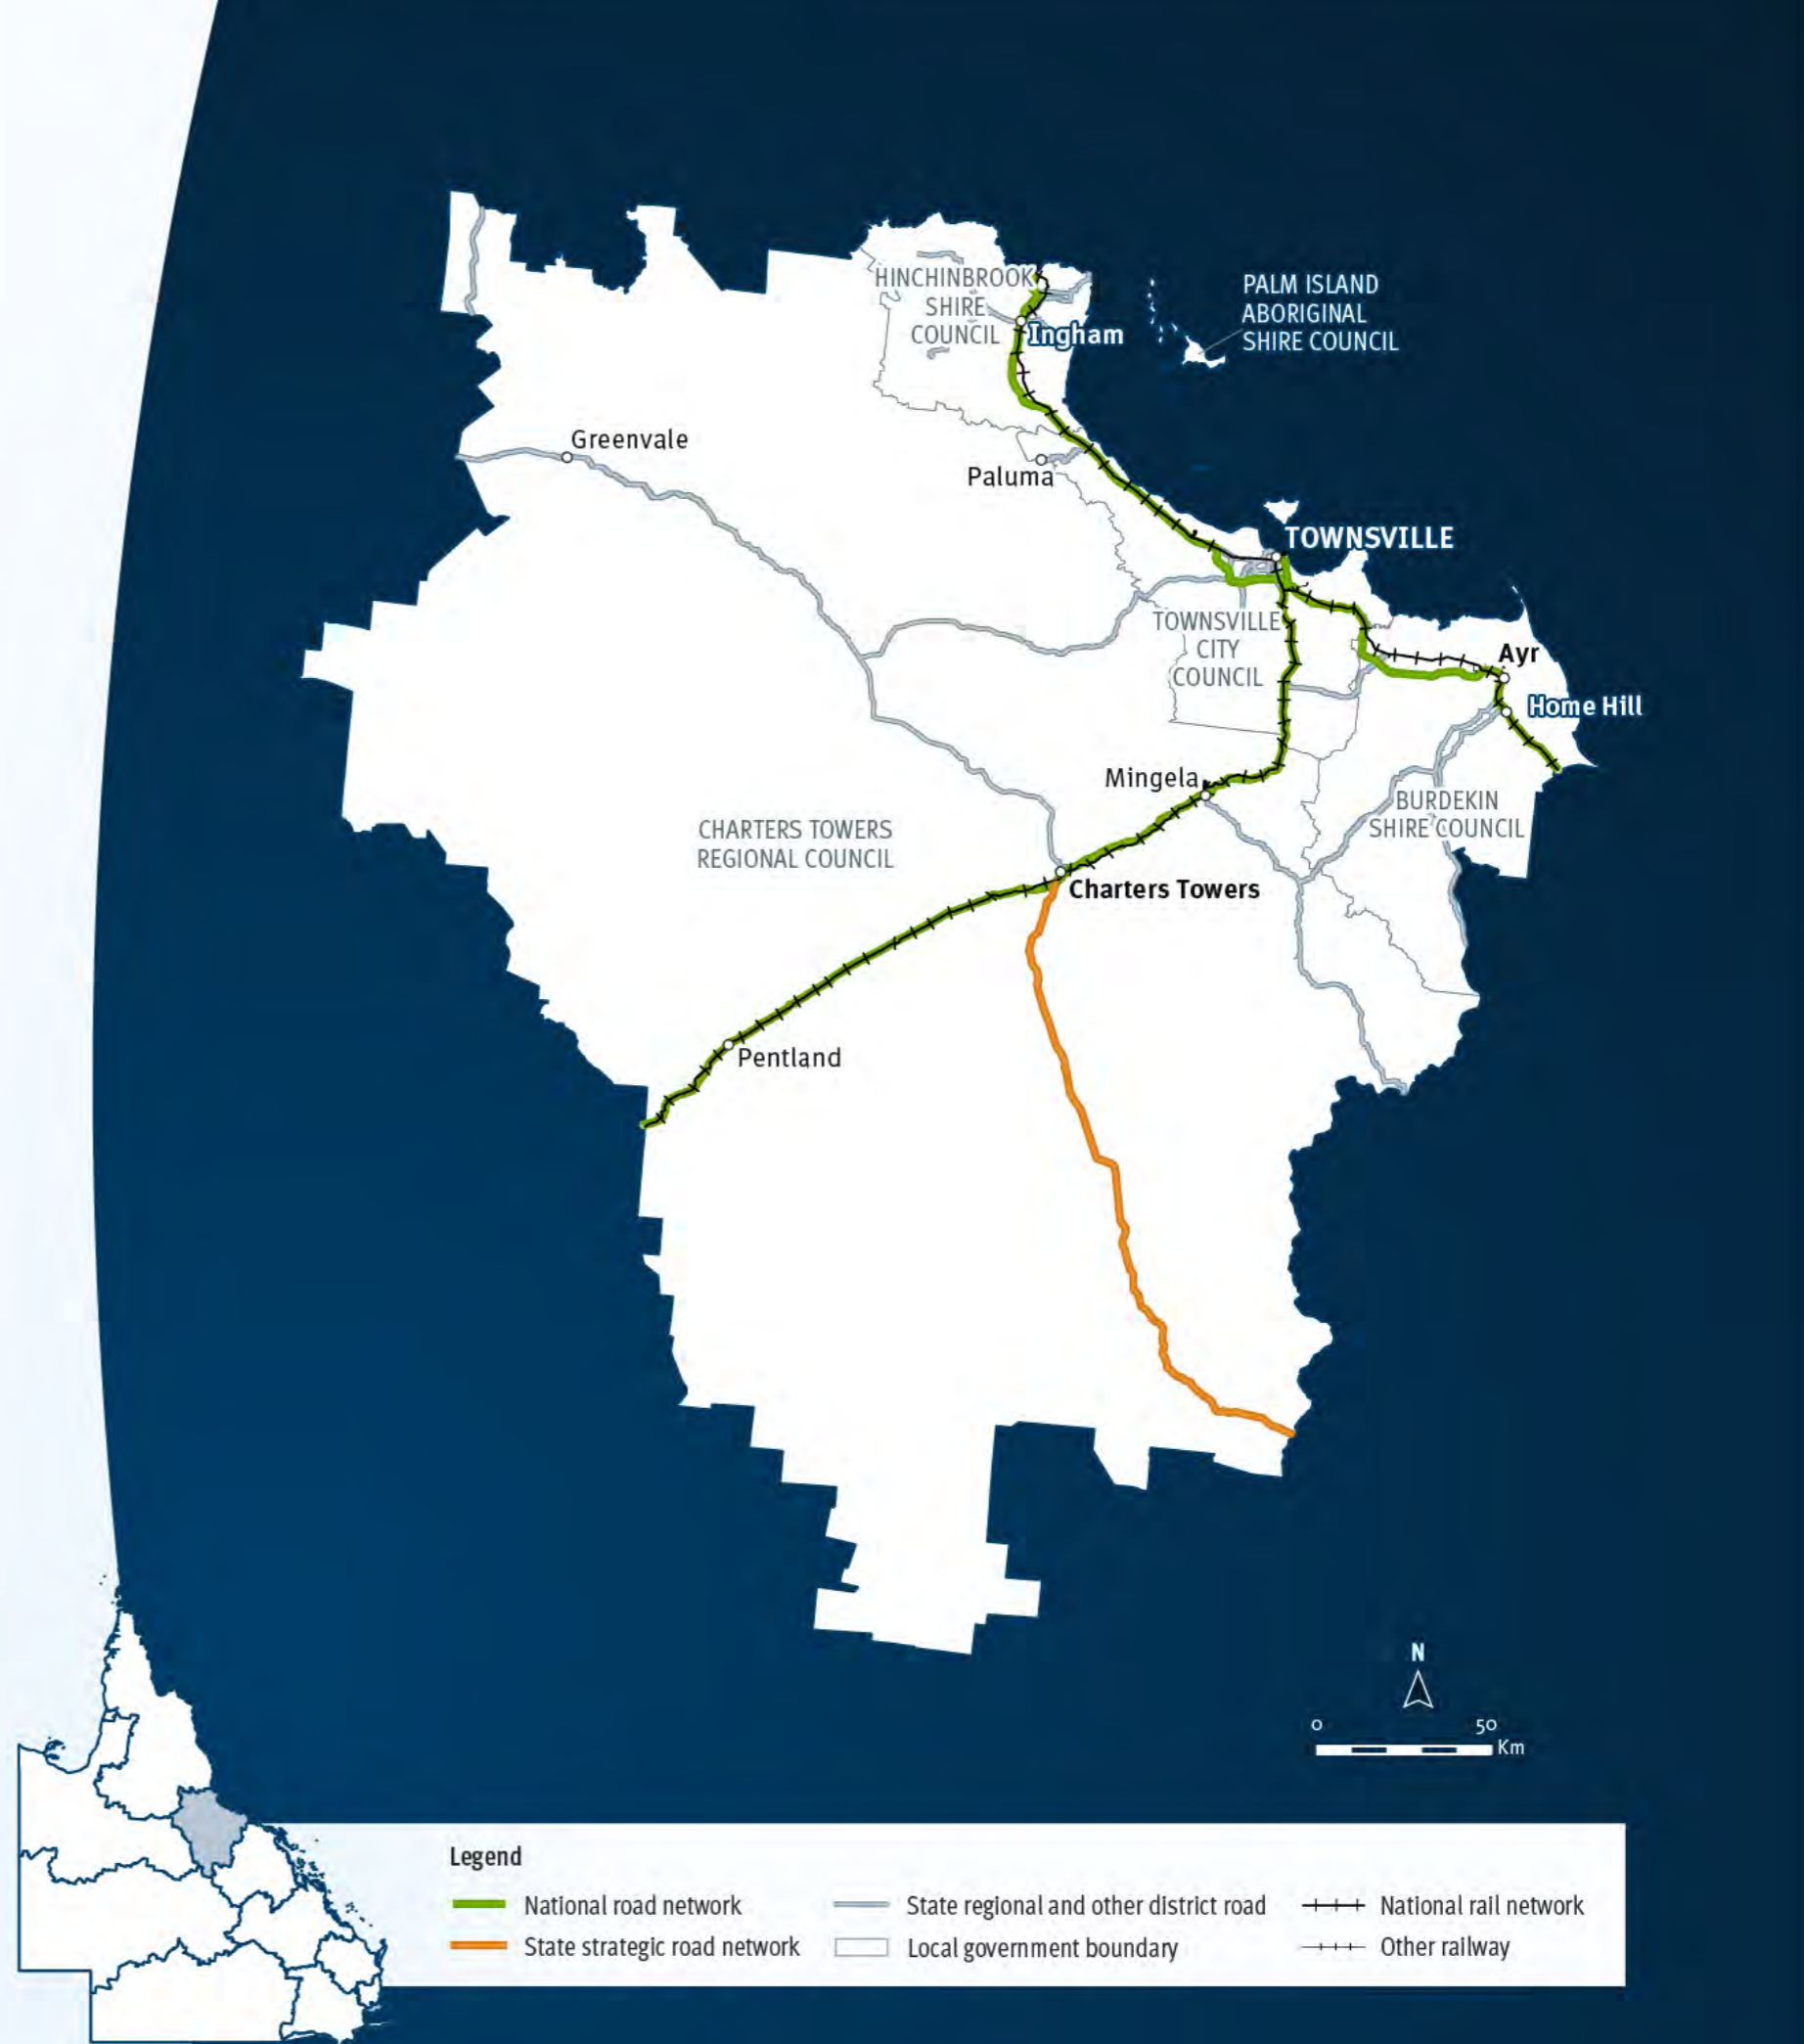 HINCHINBROOK
SHIRE
COUNCIL
Ingham
PALM ISLAND
ABORIGINAL
SHIRE COUNCIL
Greenvale
Paluma
TOWNSVILLE
TOWNSVILLE
CITY
COUNCIL
Ayr
Home Hill
Mingela
BURDEKIN
SHIRE COUNCIL
CHARTERS TOWERS
REGIONAL COUNCIL
Charters Towers
Pentland
N
0 50
Km
Legend
National road network
State strategic road network
State regional and other district road
Local government boundary
National rail network
Other railway